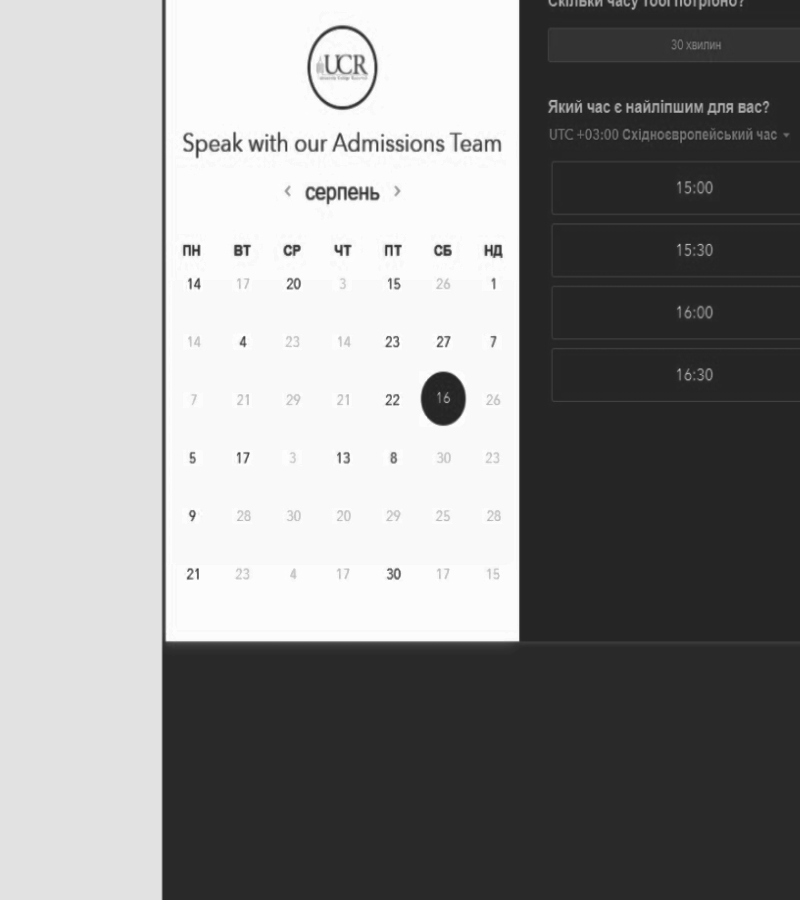 UCR
Speak with our Admissions Team
серпень
ПН ВТ СР ЧТ ПТ СБ НД
14 17 20 3 15 26 1
14 4 23 14 23 27 7
7 21 29 21 22 16 26
5 17 3 13 8 30 23
9 28 30 20 29 25 28
21 23 4 17 30 17 15
Скільки часу тобі потрібно?
30 хвилин
Який час є найліпшим для вас?
UTC +03:00 Східноєвропейський час
15:00
15:30
16:00
16:30